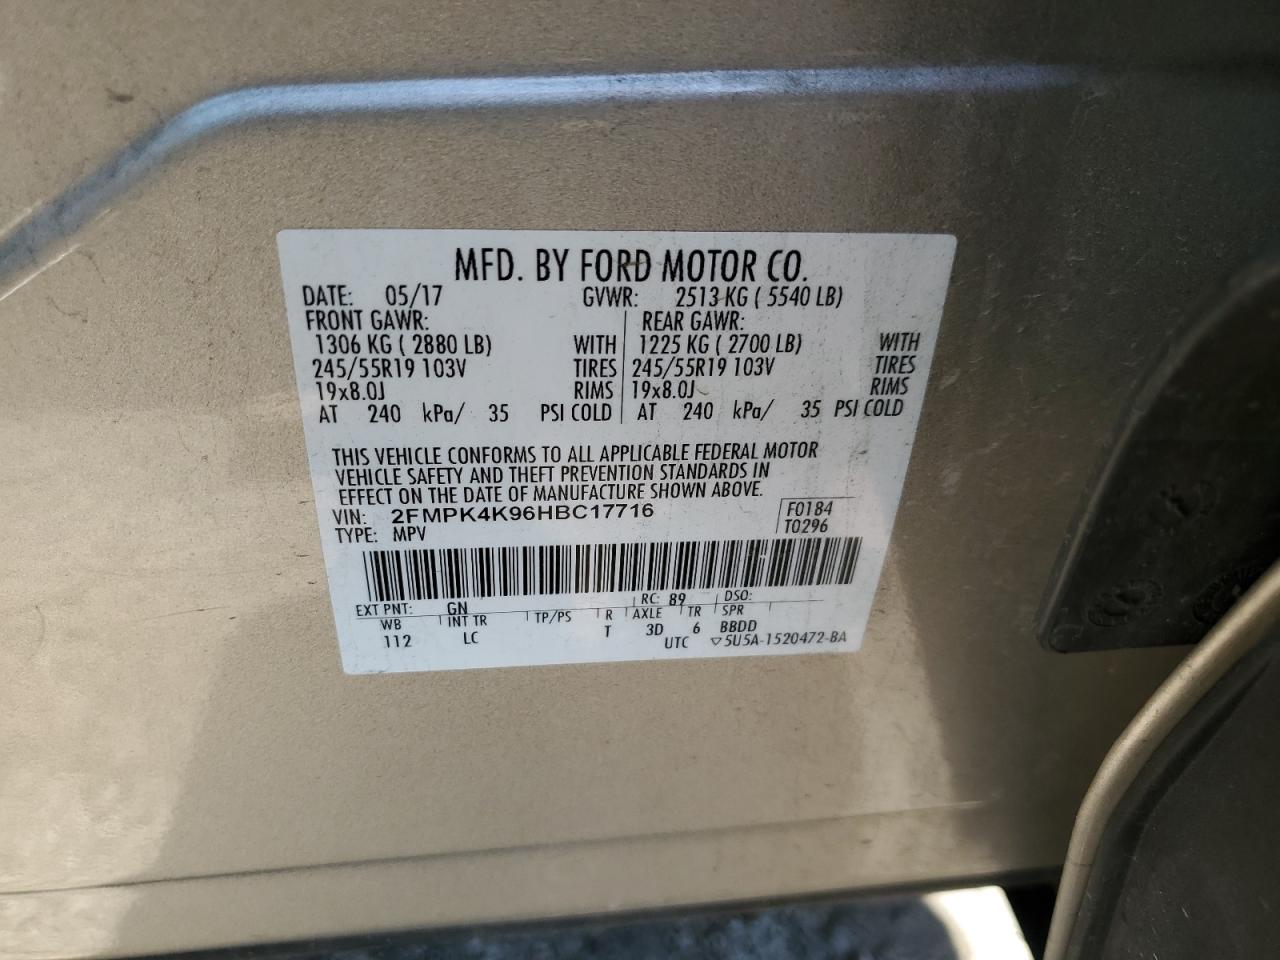 MFD. BY FORD MOTOR CO.
DATE: 05/17 GVWR: 2513 KG ( 5540 LB)
FRONT GAWR: REAR GAWR:
1306 KG ( 2880 LB) WITH 1225 KG ( 2700 LB) WITH
245/55R19 103V TIRES 245/55R19 103V TIRES
19x8.0J RIMS 19x8.0J RIMS
AT 240 kPa/ 35 PSI COLD AT 240 kPa/ 35 PSI COLD
THIS VEHICLE CONFORMS TO ALL APPLICABLE FEDERAL MOTOR
VEHICLE SAFETY AND THEFT PREVENTION STANDARDS IN
EFFECT ON THE DATE OF MANUFACTURE SHOWN ABOVE.
VIN: 2FMPK4K96HBC17716 F0184
TYPE: MPV T0296
EXT PNT: GN RC: 89 DSO:
WB INT TR TP/PS R AXLE TR SPR
112 LC T 3D 6 BBDD
UTC ▽5U5A-1520472-BA